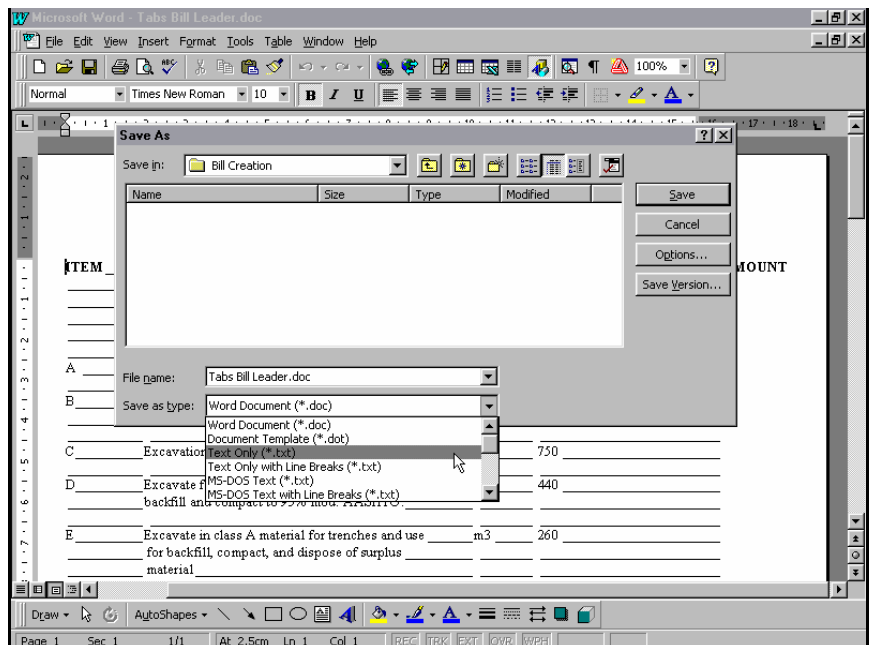 Microsoft Word - Tabs Bill Leader.doc
File Edit View Insert Format Tools Table Window Help
100%
Normal Times New Roman 10 B I U
1 17 18
Save As
Save in: Bill Creation
Name Size Type Modified
Save
Cancel
Options...
Save Version...
ITEM MOUNT
File name: Tabs Bill Leader.doc
Save as type: Word Document (*.doc)
Word Document (*.doc)
Document Template (*.dot)
Text Only (*.txt)
Text Only with Line Breaks (*.txt)
MS-DOS Text (*.txt)
MS-DOS Text with Line Breaks (*.txt)
A
B
C Excavation 750
D Excavate f 440
backfill and compact to 95% mod. AASHTO.
E Excavate in class A material for trenches and use m3 260
for backfill, compact, and dispose of surplus
material
Draw AutoShapes
Page 1 Sec 1 1/1 At 2.5cm Ln 1 Col 1 REC TRK EXT OVR WPH